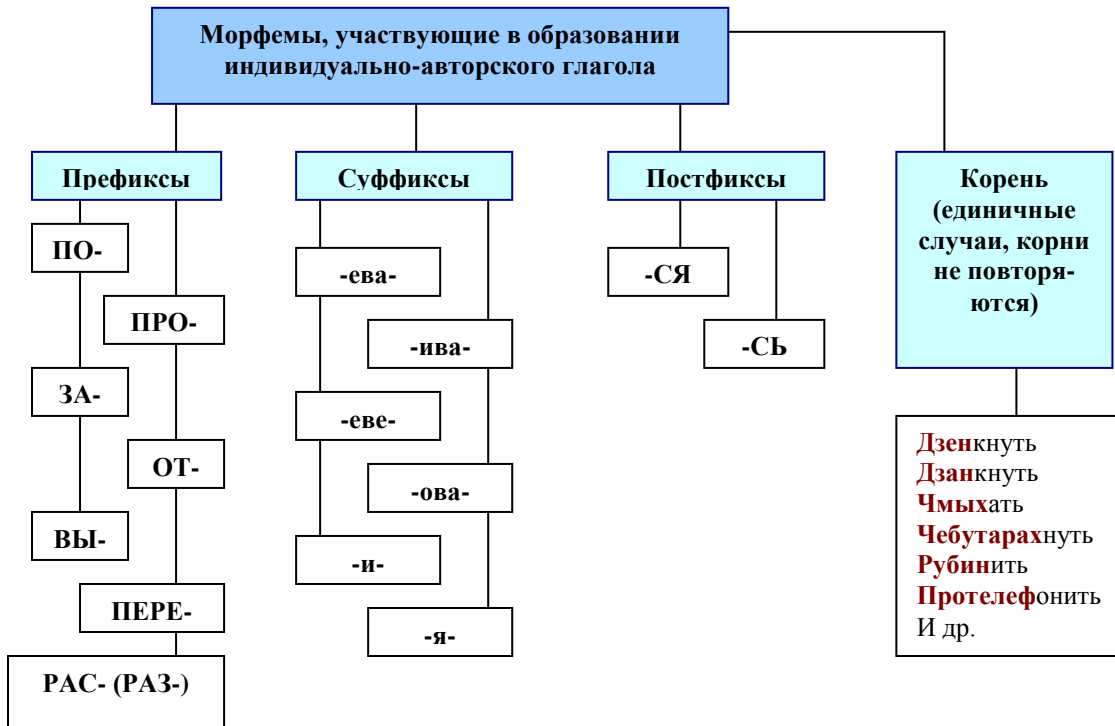 Морфемы, участвующие в образовании
индивидуально-авторского глагола
Префиксы
ПО-
ПРО-
ЗА-
ОТ-
ВЫ-
ПЕРЕ-
РАС- (РАЗ-)
Суффиксы
-ева-
-ива-
-еве-
-ова-
-и-
-я-
Постфиксы
-СЯ
-СЬ
Корень
(единичные
случаи, корни
не повторя-
ются)
Дзенкнуть
Дзанкнуть
Чмыхать
Чебутарахнуть
Рубинить
Протелефонить
И др.